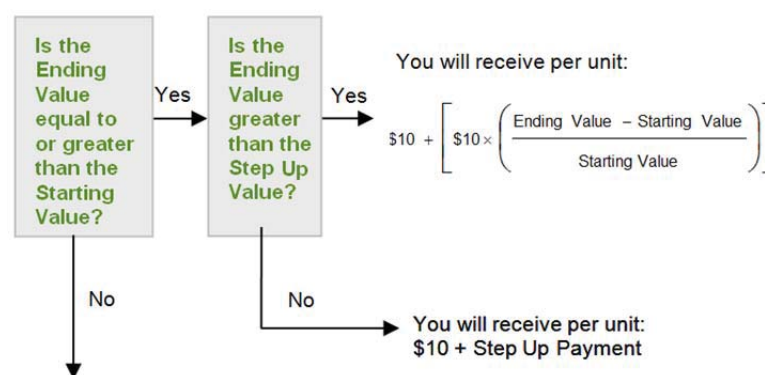 Is the
Ending
Value
equal to
or greater
than the
Starting
Value?
Yes
Is the
Ending
Value
greater
than the
Step Up
Value?
Yes
You will receive per unit:
$10 + [ $10 × ( Ending Value – Starting Value
Starting Value ) ]
No
No
You will receive per unit:
$10 + Step Up Payment